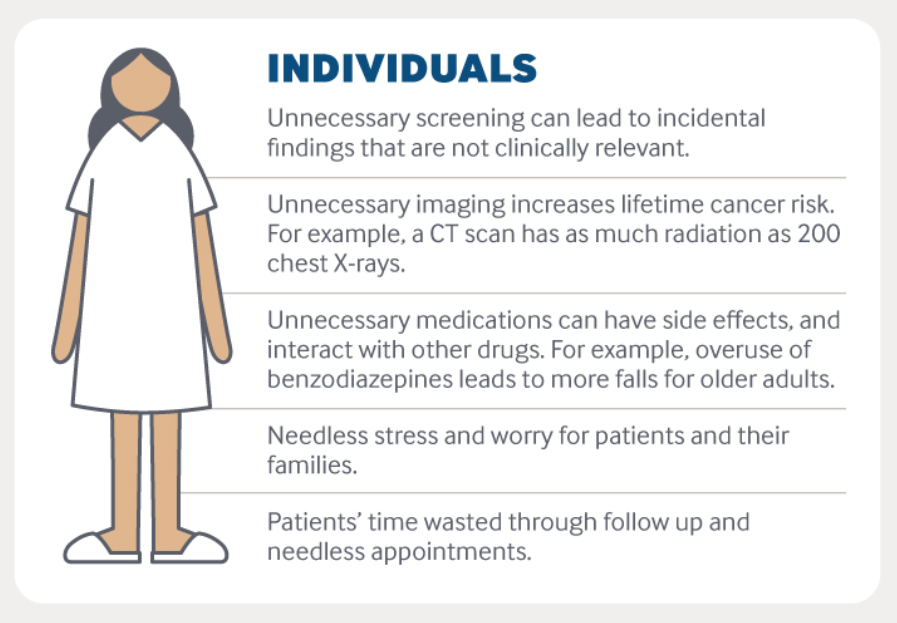 INDIVIDUALS
Unnecessary screening can lead to incidental
findings that are not clinically relevant.
Unnecessary imaging increases lifetime cancer risk.
For example, a CT scan has as much radiation as 200
chest X-rays.
Unnecessary medications can have side effects, and
interact with other drugs. For example, overuse of
benzodiazepines leads to more falls for older adults.
Needless stress and worry for patients and their
families.
Patients’ time wasted through follow up and
needless appointments.